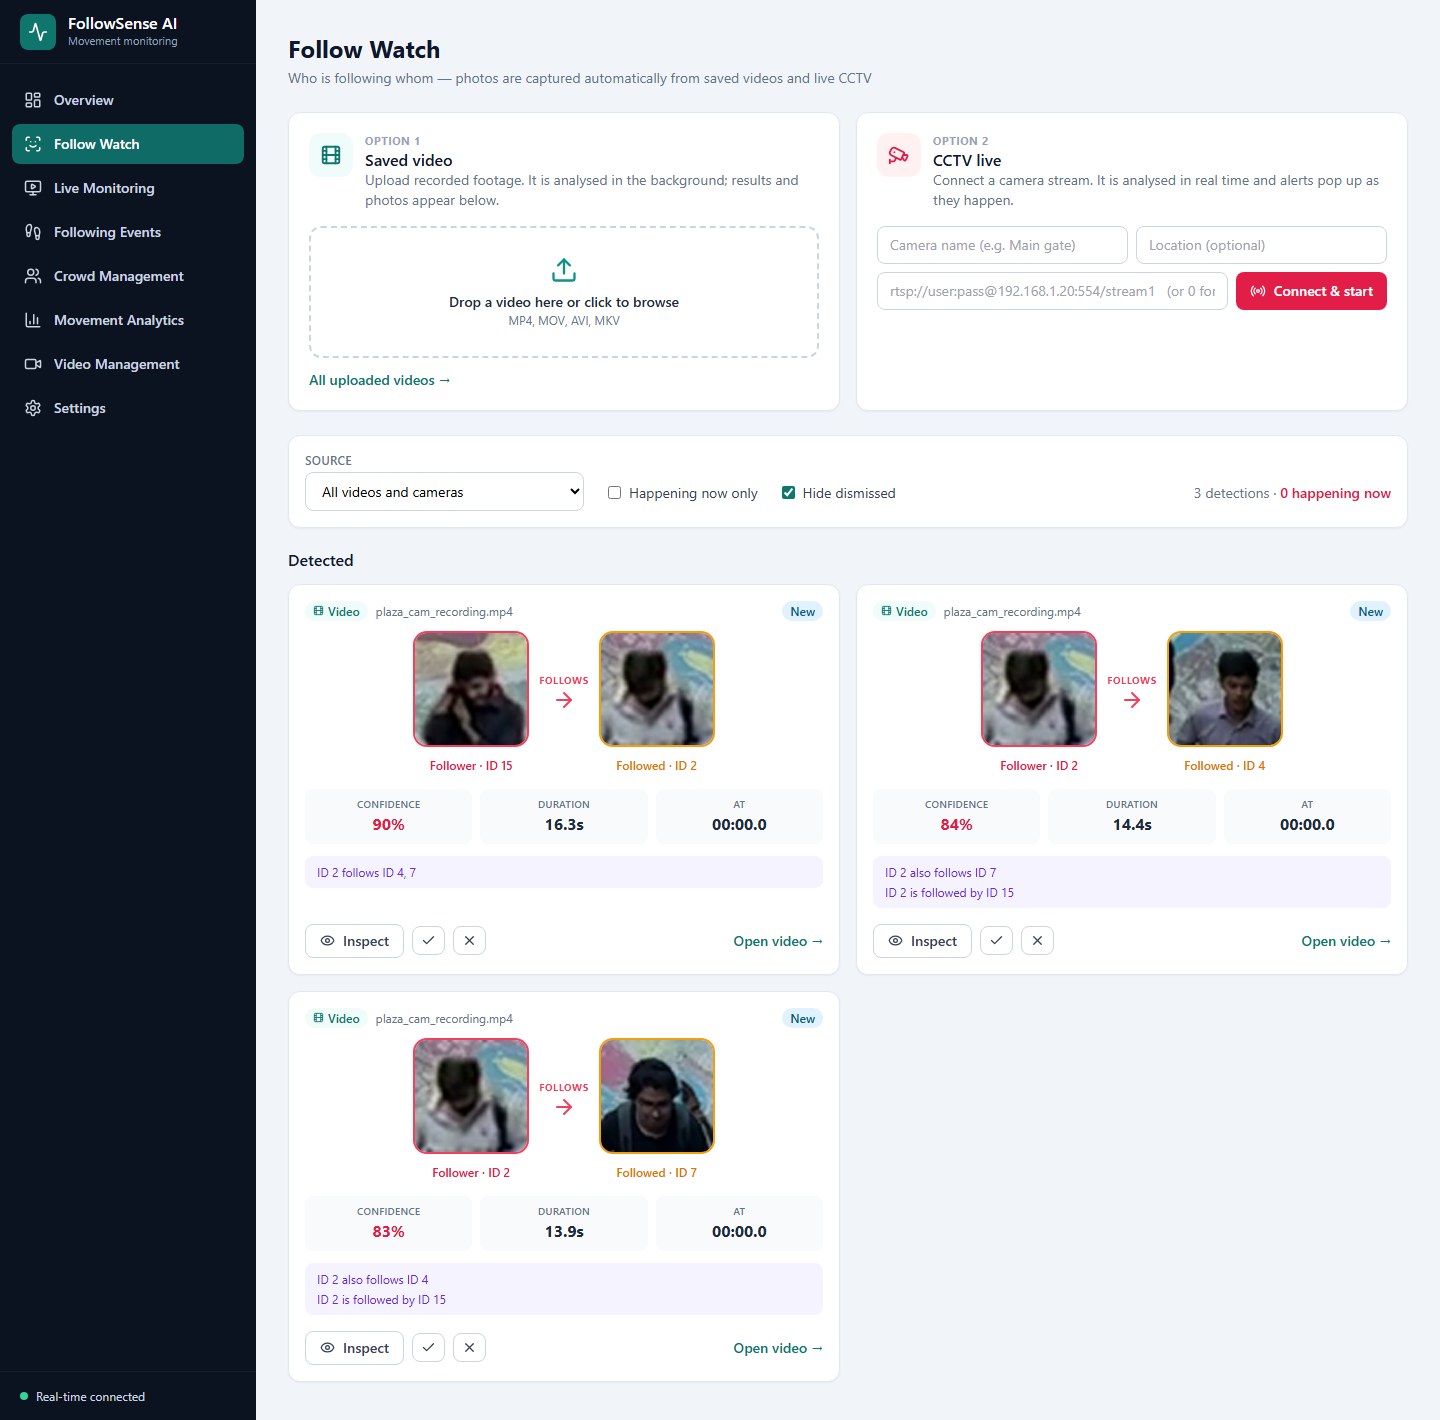 FollowSense AI
Movement monitoring
Overview
Follow Watch
Live Monitoring
Following Events
Crowd Management
Movement Analytics
Video Management
Settings
Real-time connected
Follow Watch
Who is following whom — photos are captured automatically from saved videos and live CCTV
OPTION 1
Saved video
Upload recorded footage. It is analysed in the background; results and
photos appear below.
Drop a video here or click to browse
MP4, MOV, AVI, MKV
All uploaded videos →
OPTION 2
CCTV live
Connect a camera stream. It is analysed in real time and alerts pop up as
they happen.
Camera name (e.g. Main gate)
Location (optional)
rtsp://user:pass@192.168.1.20:554/stream1 (or 0 for
Connect & start
SOURCE
All videos and cameras
Happening now only
Hide dismissed
3 detections · 0 happening now
Detected
Video plaza_cam_recording.mp4 New
FOLLOWS
Follower · ID 15
Followed · ID 2
CONFIDENCE
90%
DURATION
16.3s
AT
00:00.0
ID 2 follows ID 4, 7
Inspect
Open video →
Video plaza_cam_recording.mp4 New
FOLLOWS
Follower · ID 2
Followed · ID 4
CONFIDENCE
84%
DURATION
14.4s
AT
00:00.0
ID 2 also follows ID 7
ID 2 is followed by ID 15
Inspect
Open video →
Video plaza_cam_recording.mp4 New
FOLLOWS
Follower · ID 2
Followed · ID 7
CONFIDENCE
83%
DURATION
13.9s
AT
00:00.0
ID 2 also follows ID 4
ID 2 is followed by ID 15
Inspect
Open video →